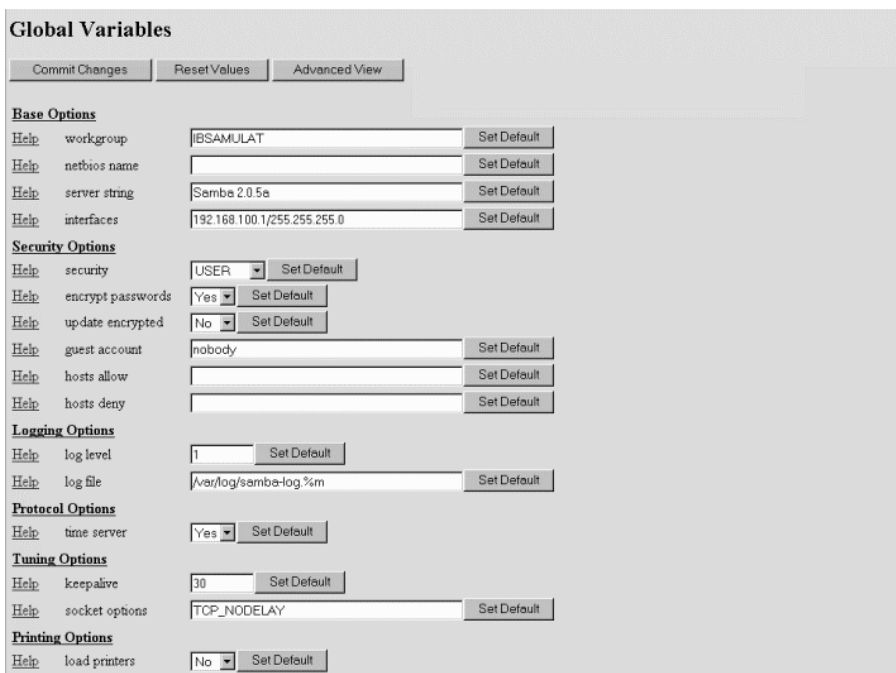 Global Variables
Commit Changes Reset Values Advanced View
Base Options
Help workgroup IBSAMULAT Set Default
Help netbios name Set Default
Help server string Samba 2.0.5a Set Default
Help interfaces 192.168.100.1/255.255.255.0 Set Default
Security Options
Help security USER Set Default
Help encrypt passwords Yes Set Default
Help update encrypted No Set Default
Help guest account nobody Set Default
Help hosts allow Set Default
Help hosts deny Set Default
Logging Options
Help log level 1 Set Default
Help log file /var/log/samba-log.%m Set Default
Protocol Options
Help time server Yes Set Default
Tuning Options
Help keepalive 30 Set Default
Help socket options TCP_NODELAY Set Default
Printing Options
Help load printers No Set Default